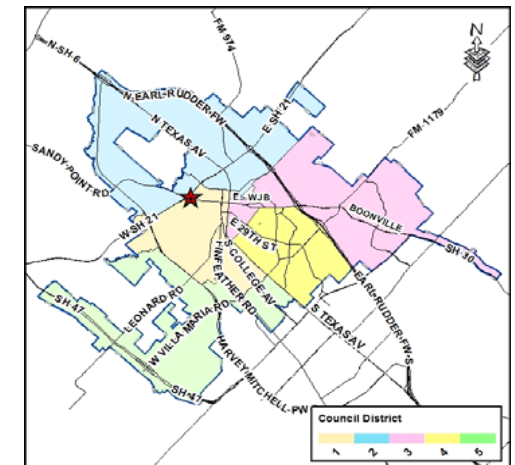 FM 974
N-SH-6
N-EARL-RUDDER-FW
E SH 21
N TEXAS AV
FM-1179
SANDY-POINT-RD
N
W-SH 21
E-WJB
BOONVILLE
SH-30
E 29TH ST
S COLLEGE AV
FINFEATHER RD
EARL-RUDDER-FW-S
S TEXAS AV
LEONARD RD
SH 47
W VILLA MARIA RD
HARVEY-MITCHELL-PW
SH-47
Council District
1 2 3 4 5